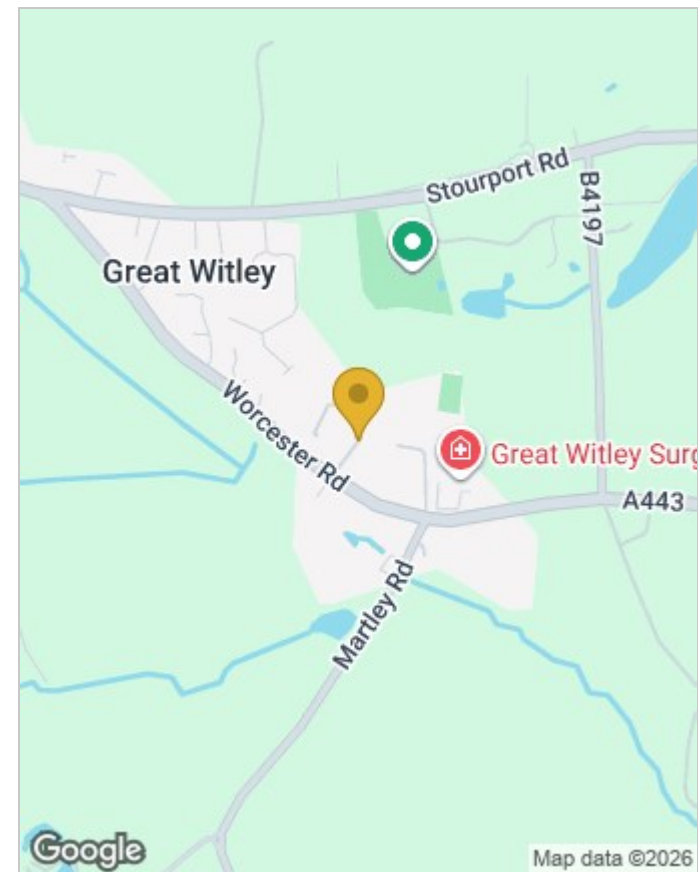 Stourport Rd
B4197
Great Witley
Worcester Rd
Great Witley Surg
A443
Martley Rd
Google
Map data ©2026